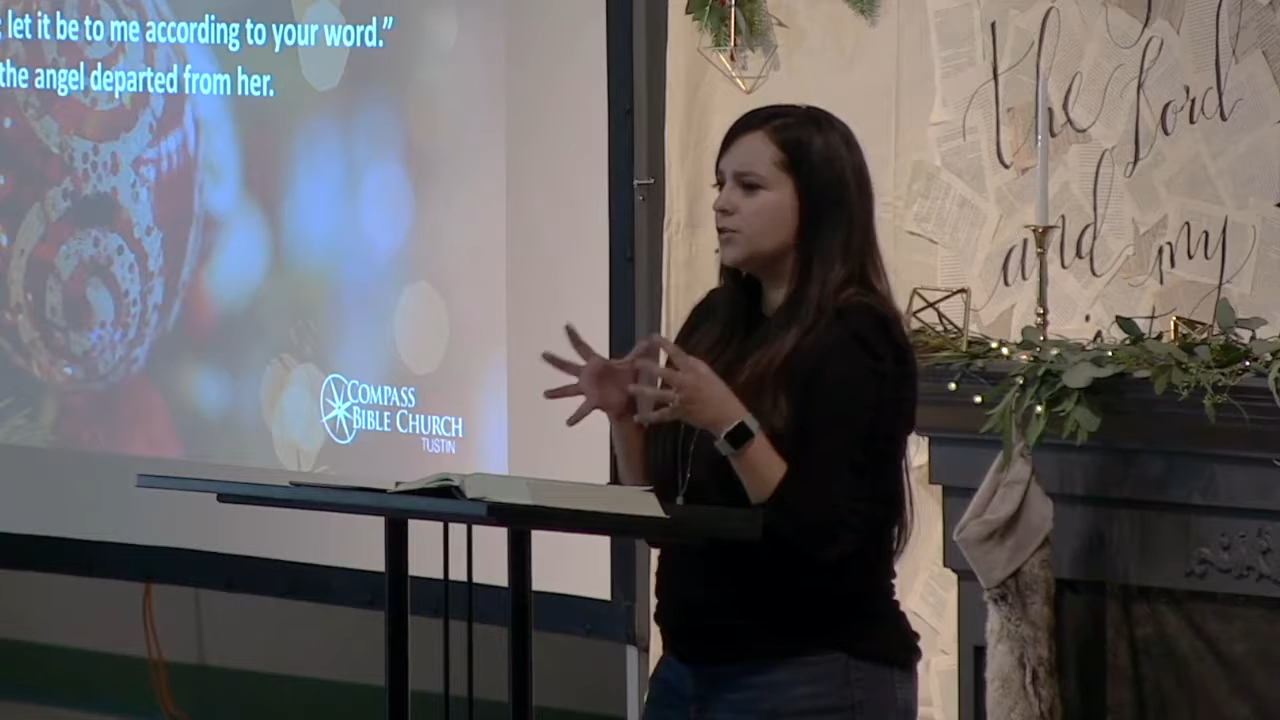 ; let it be to me according to your word.”
the angel departed from her.
COMPASS
BIBLE CHURCH
TUSTIN
the Lord
and my